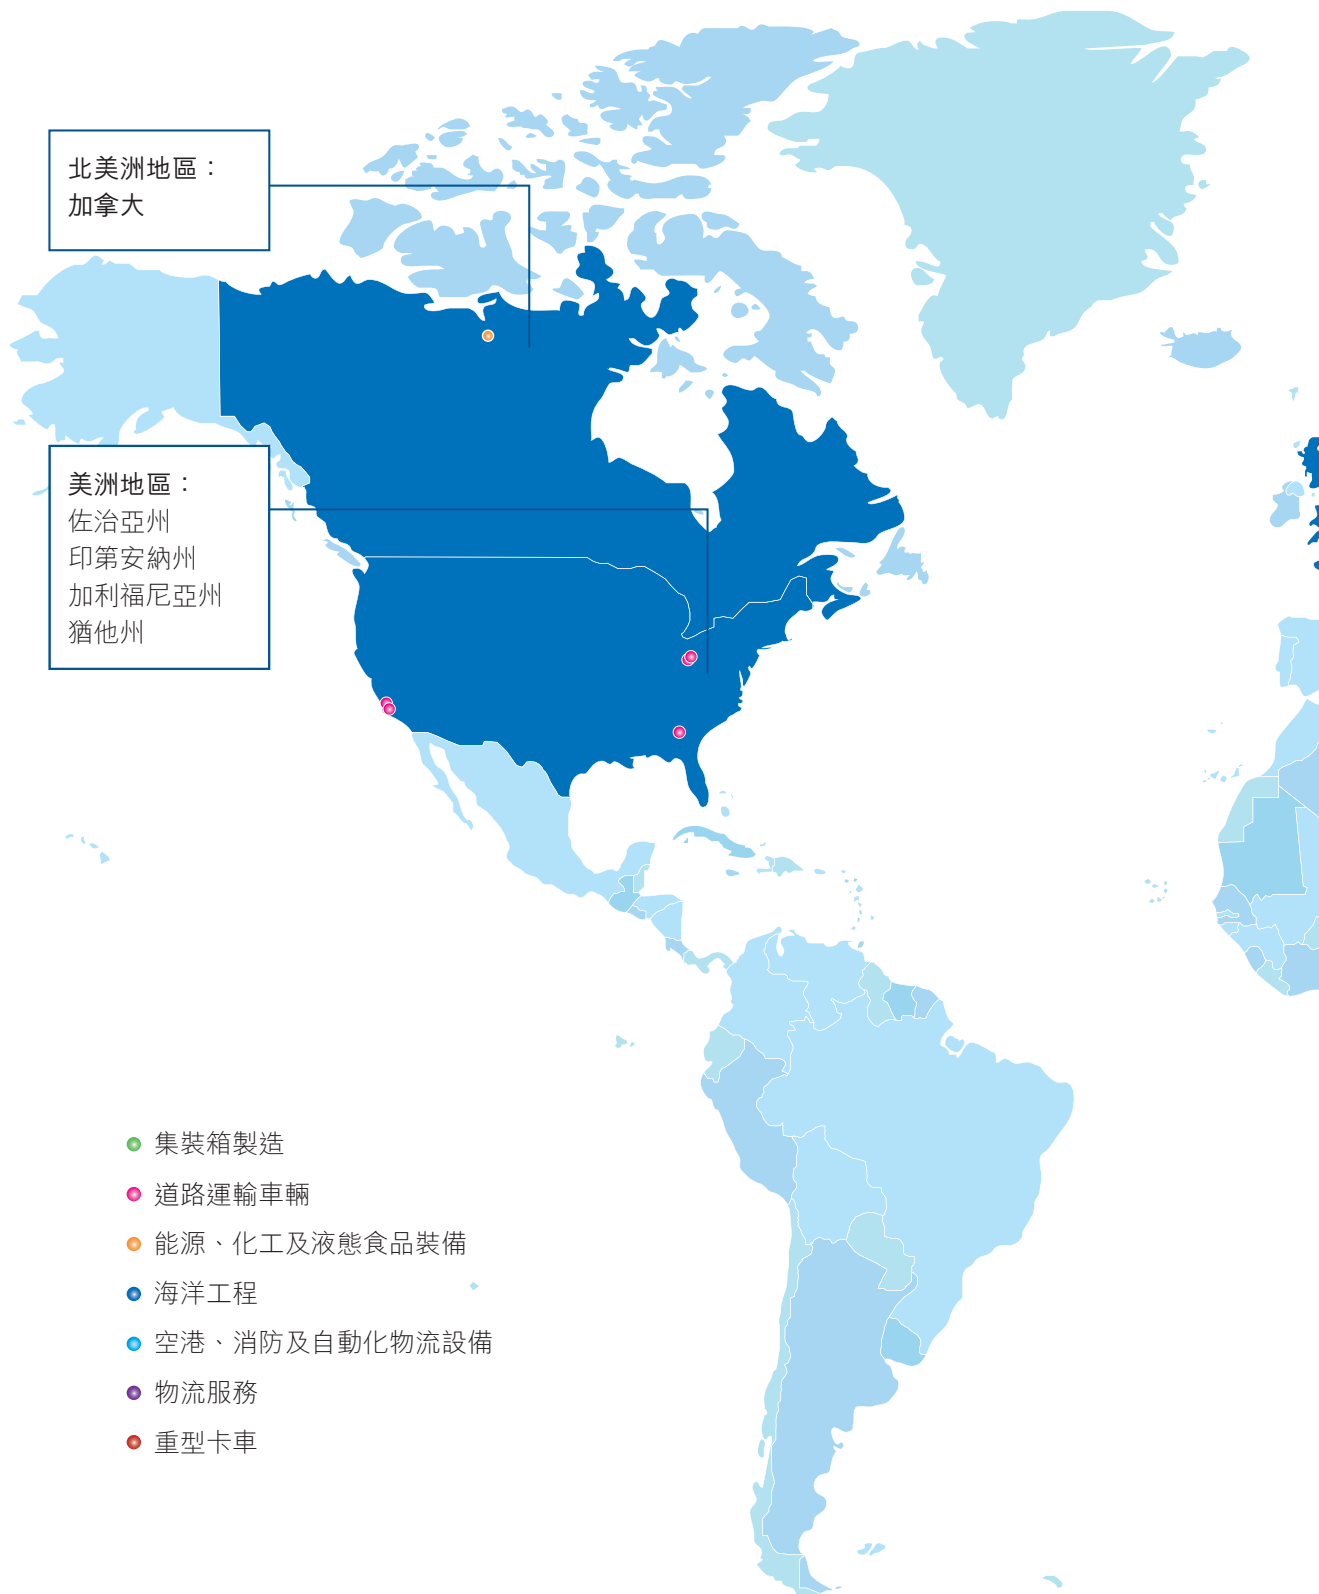 北美洲地區：
加拿大
美洲地區：
佐治亞州
印第安納州
加利福尼亞州
猶他州
集裝箱製造
道路運輸車輛
能源、化工及液態食品裝備
海洋工程
空港、消防及自動化物流設備
物流服務
重型卡車